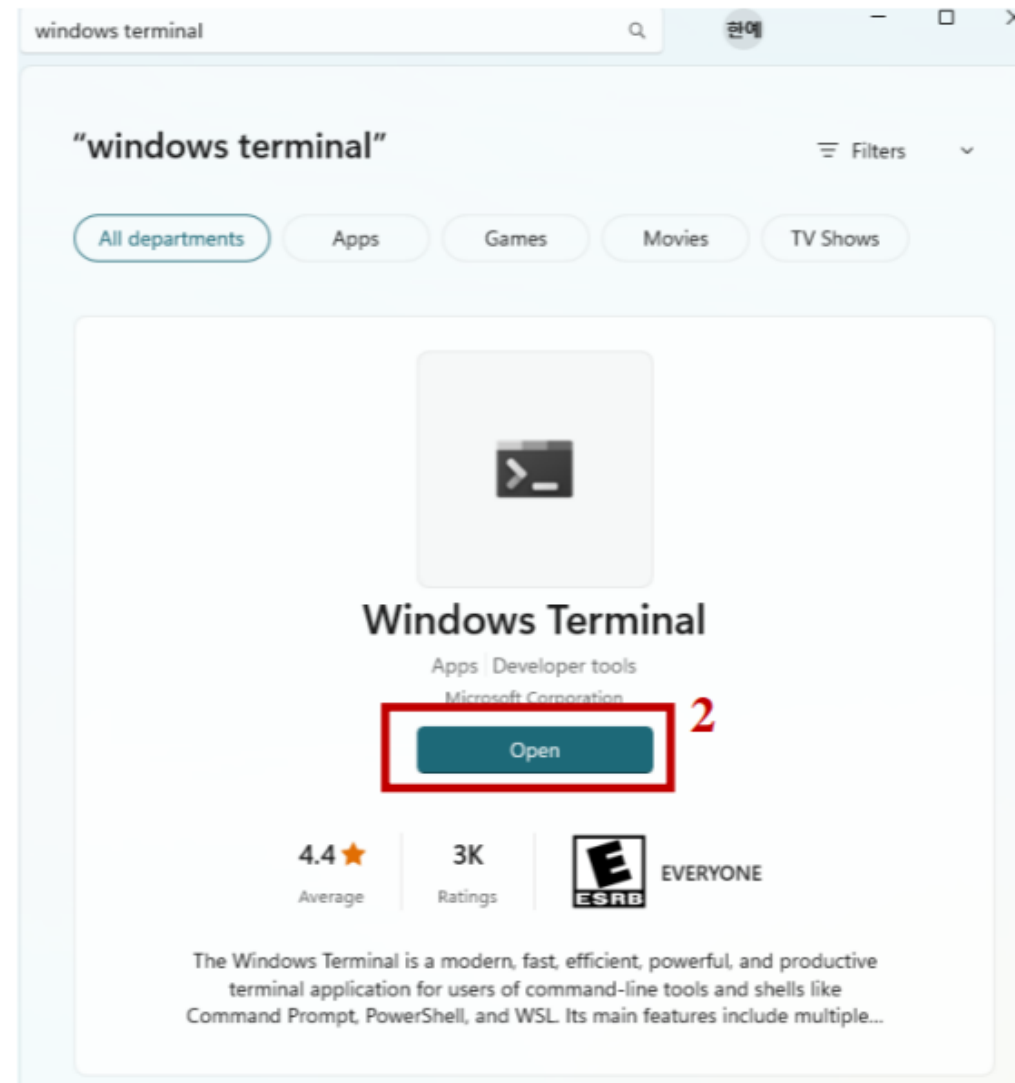 windows terminal
한예
“windows terminal”
Filters
All departments Apps Games Movies TV Shows
Windows Terminal
Apps Developer tools
Microsoft Corporation
2
Open
4.4 3K E EVERYONE
Average Ratings ESRB
The Windows Terminal is a modern, fast, efficient, powerful, and productive
terminal application for users of command-line tools and shells like
Command Prompt, PowerShell, and WSL. Its main features include multiple...